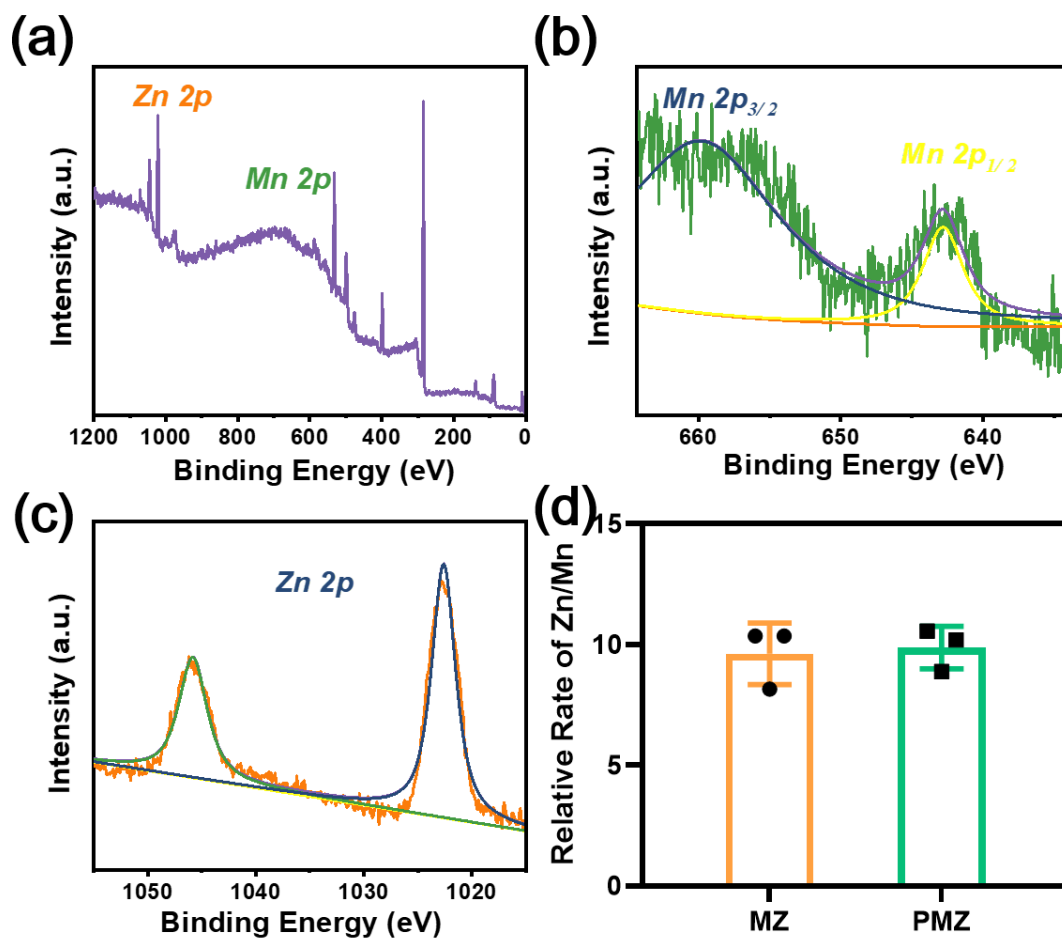 (a)
Zn 2p
Mn 2p
Intensity (a.u.)
1200 1000 800 600 400 200 0
Binding Energy (eV)
(b)
Mn 2p3/2
Mn 2p1/2
Intensity (a.u.)
660 650 640
Binding Energy (eV)
(c)
Zn 2p
Intensity (a.u.)
1050 1040 1030 1020
Binding Energy (eV)
(d)
Relative Rate of Zn/Mn
15
10
5
0
MZ PMZ